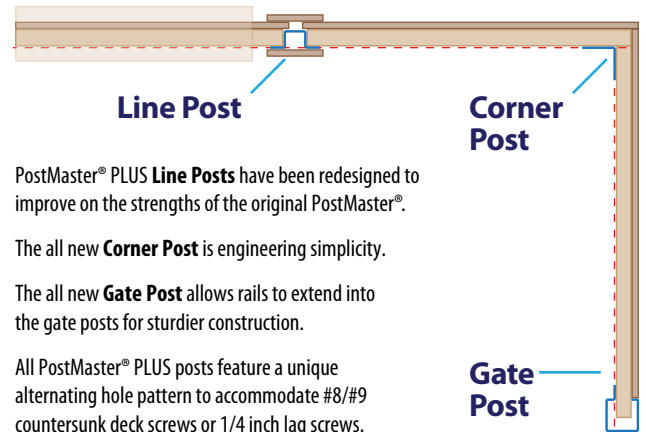 Line Post
Corner
Post
PostMaster® PLUS Line Posts have been redesigned to
improve on the strengths of the original PostMaster®.
The all new Corner Post is engineering simplicity.
The all new Gate Post allows rails to extend into
the gate posts for sturdier construction.
All PostMaster® PLUS posts feature a unique
alternating hole pattern to accommodate #8/#9
countersunk deck screws or 1/4 inch lag screws.
Gate
Post